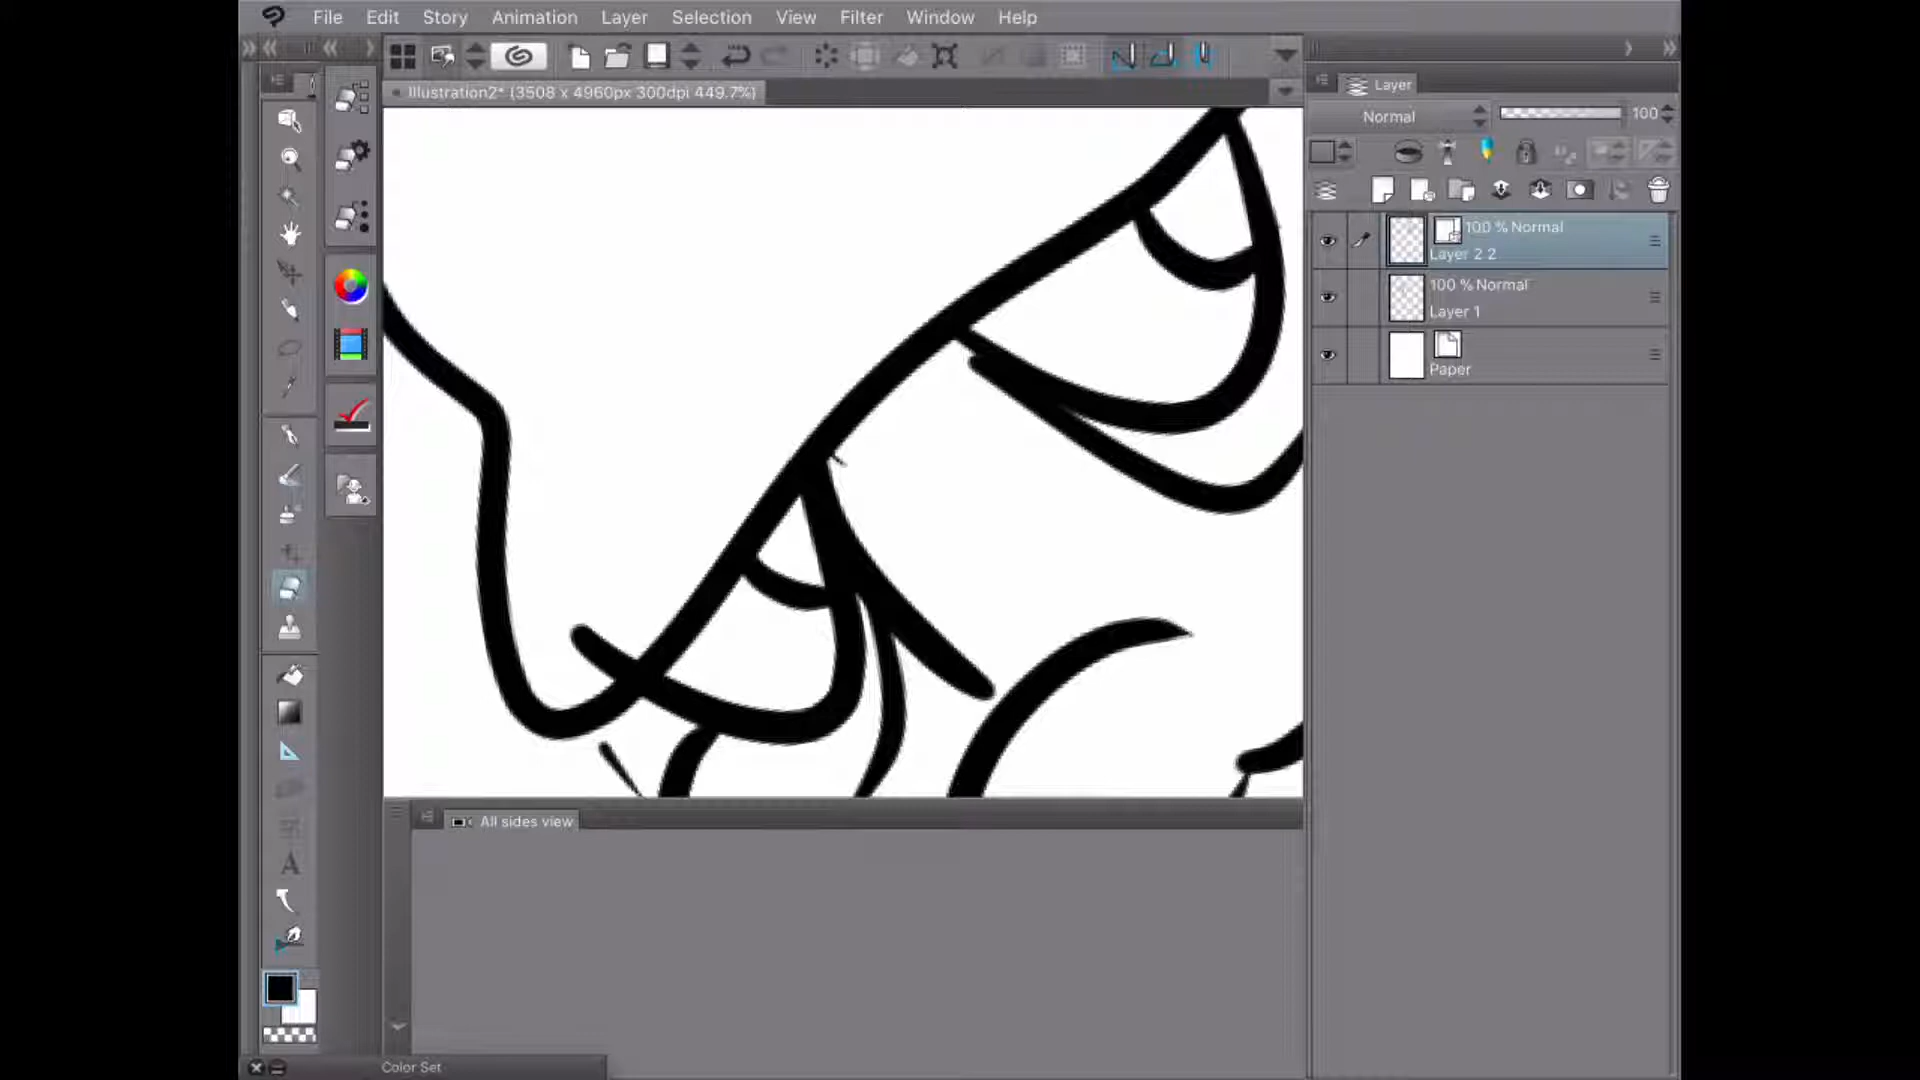 File Edit Story Animation Layer Selection View Filter Window Help
Illustration2* (3508 x 4960px 300dpi 449.7%)
Layer
Normal 100
100 % Normal
Layer 2 2
100 % Normal
Layer 1
Paper
All sides view
A
Color Set